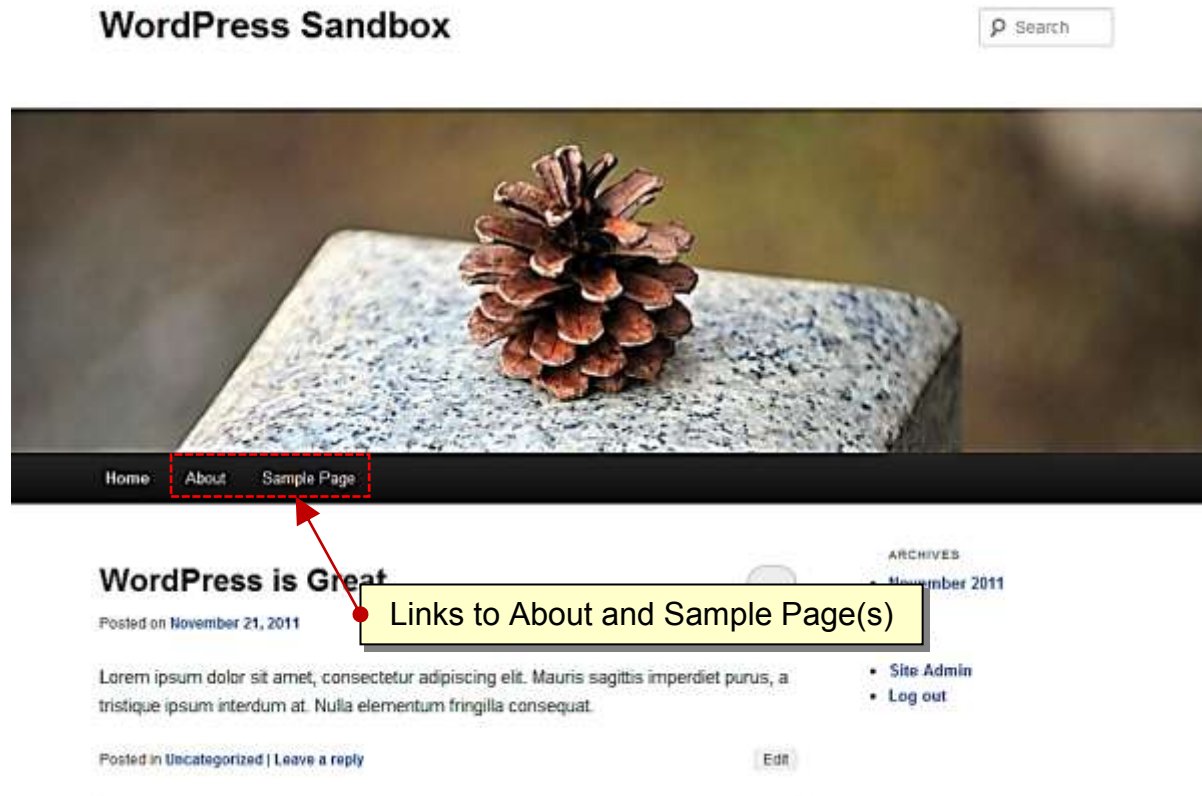 WordPress Sandbox
Search
Home About Sample Page
WordPress is Great
Posted on November 21, 2011
Links to About and Sample Page(s)
Lorem ipsum dolor sit amet, consectetur adipiscing elit. Mauris sagittis imperdiet purus, a
tristique ipsum interdum at. Nulla elementum fringilla consequat.
Posted in Uncategorized | Leave a reply
Edit
ARCHIVES
• November 2011
• Site Admin
• Log out